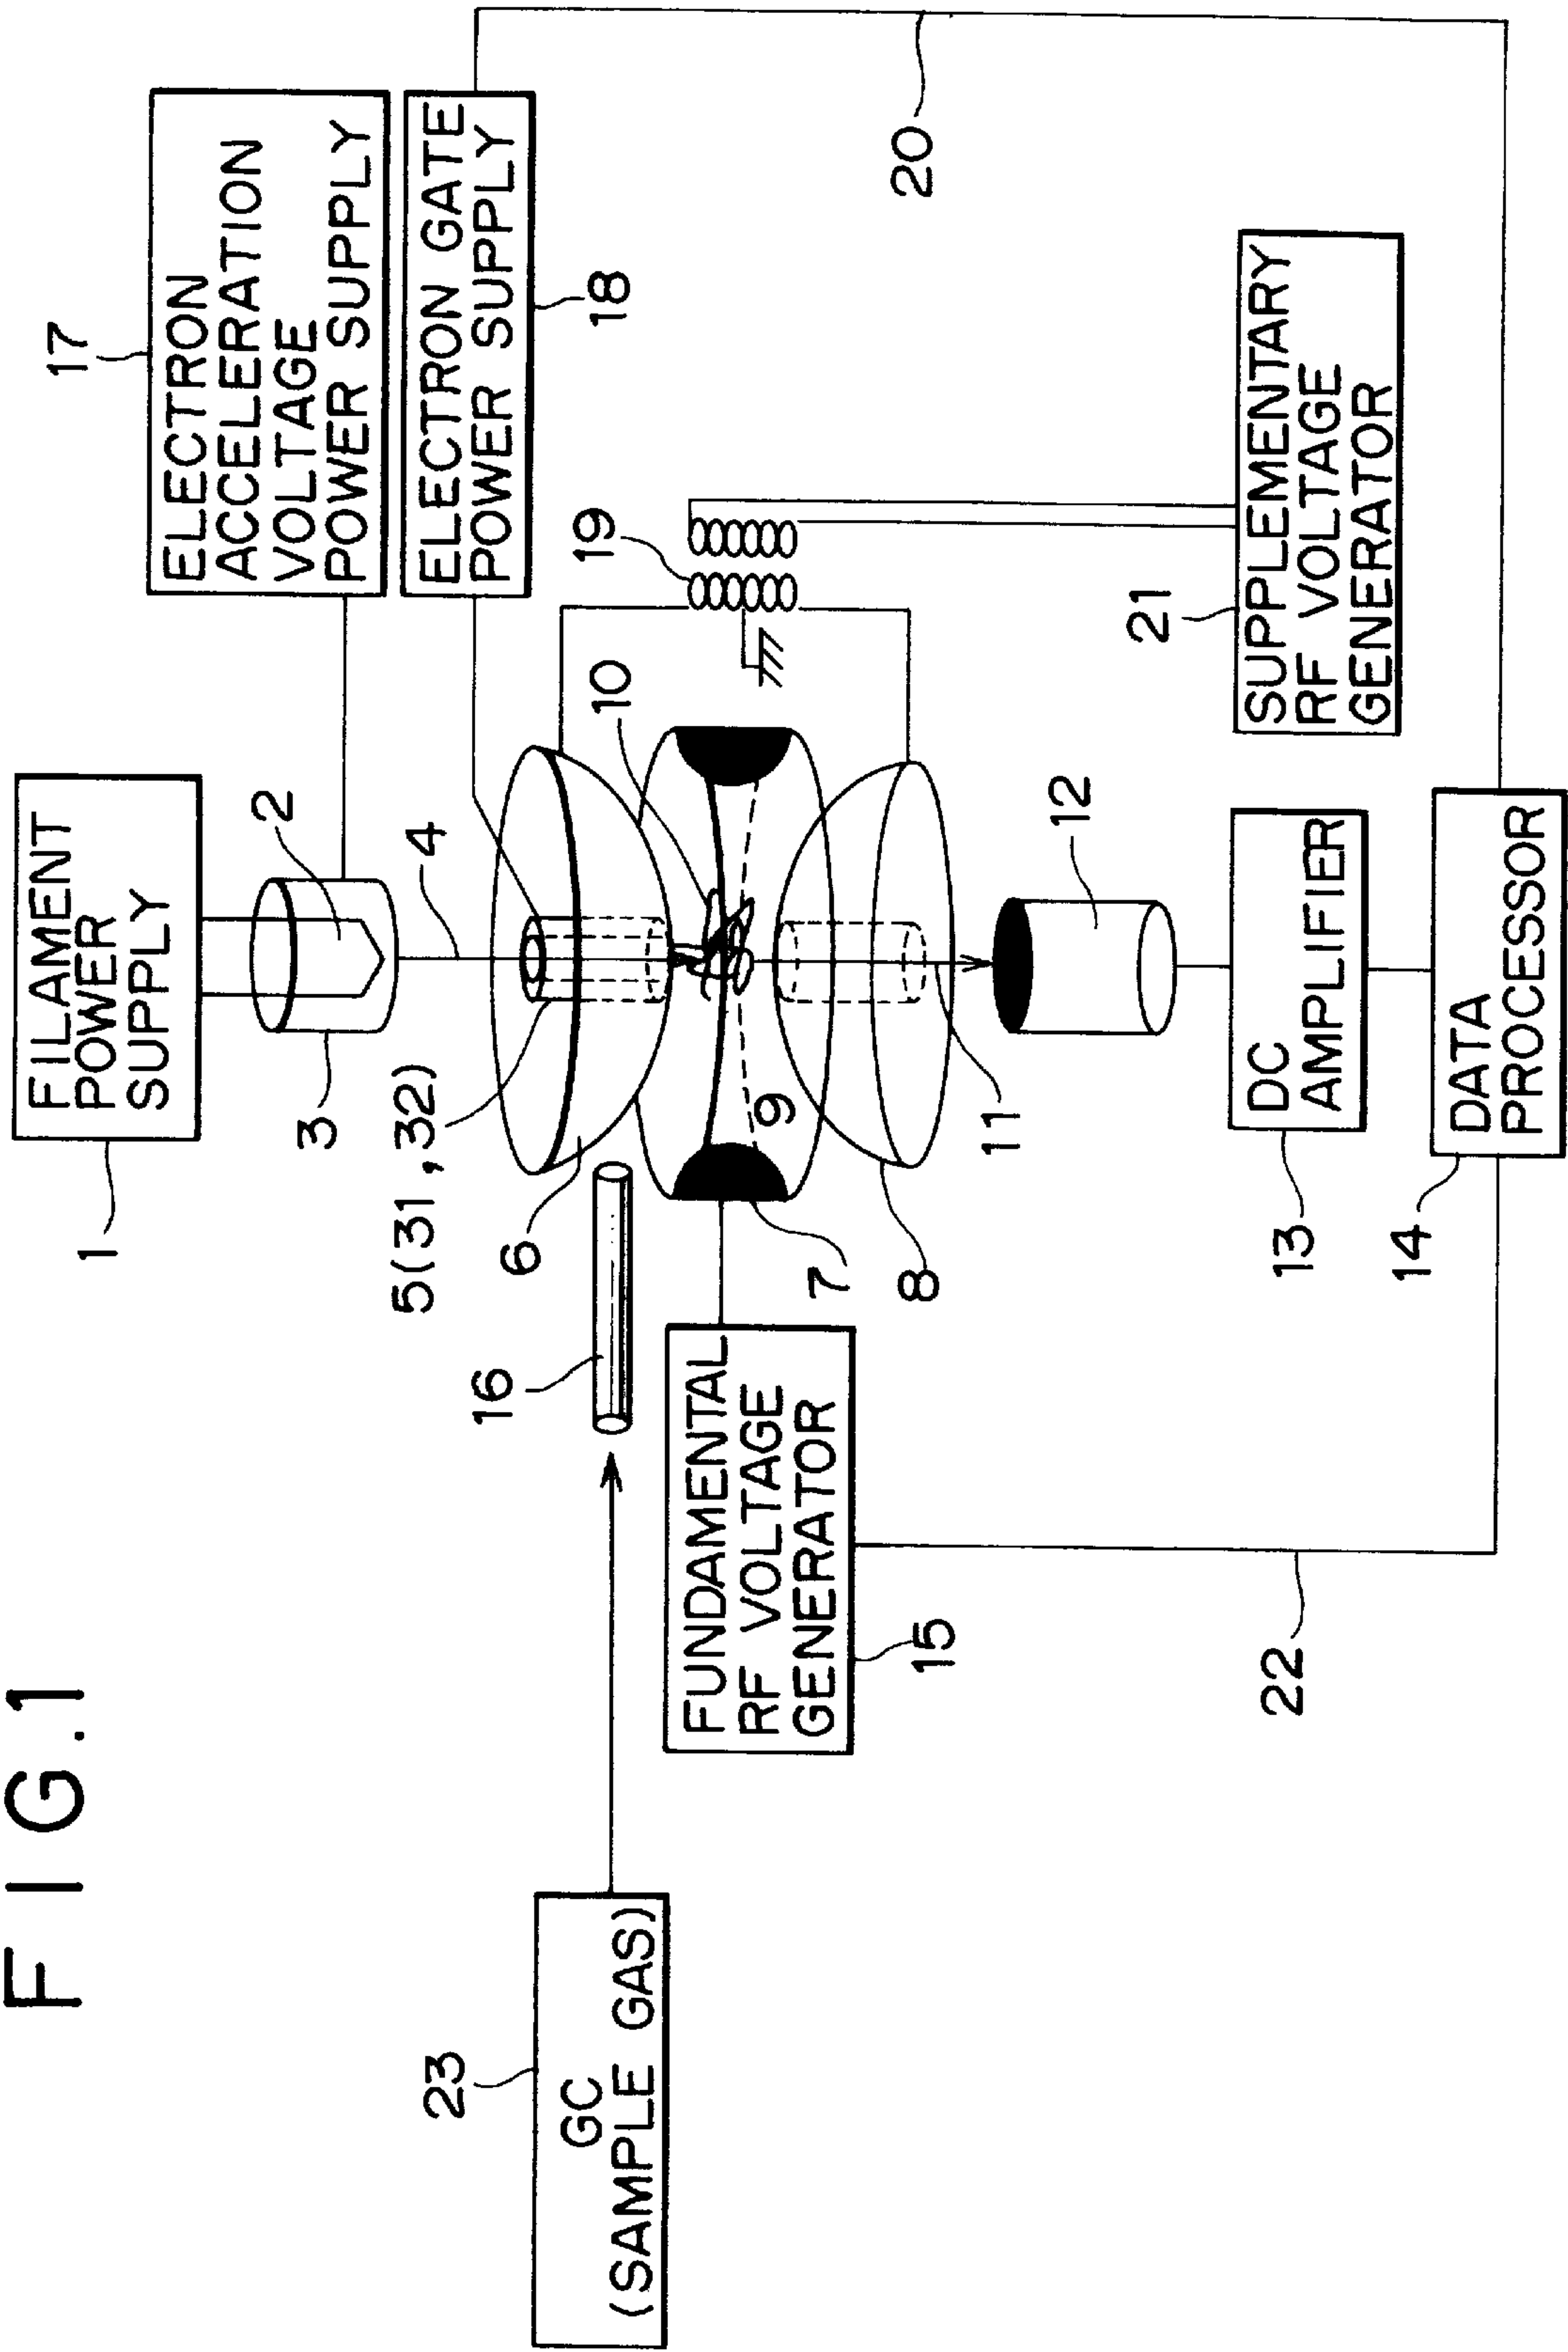 FIG.1
FILAMENT
POWER
SUPPLY
1
2
3
4
17
ELECTRON
ACCELERATION
VOLTAGE
POWER SUPPLY
ELECTRON GATE
POWER SUPPLY
18
20
5(31,32)
6
16
10
19
9
7
8
11
12
23
GC
(SAMPLE GAS)
FUNDAMENTAL
RF VOLTAGE
GENERATOR
15
21
SUPPLEMENTARY
RF VOLTAGE
GENERATOR
DC
AMPLIFIER
13
DATA
PROCESSOR
14
22